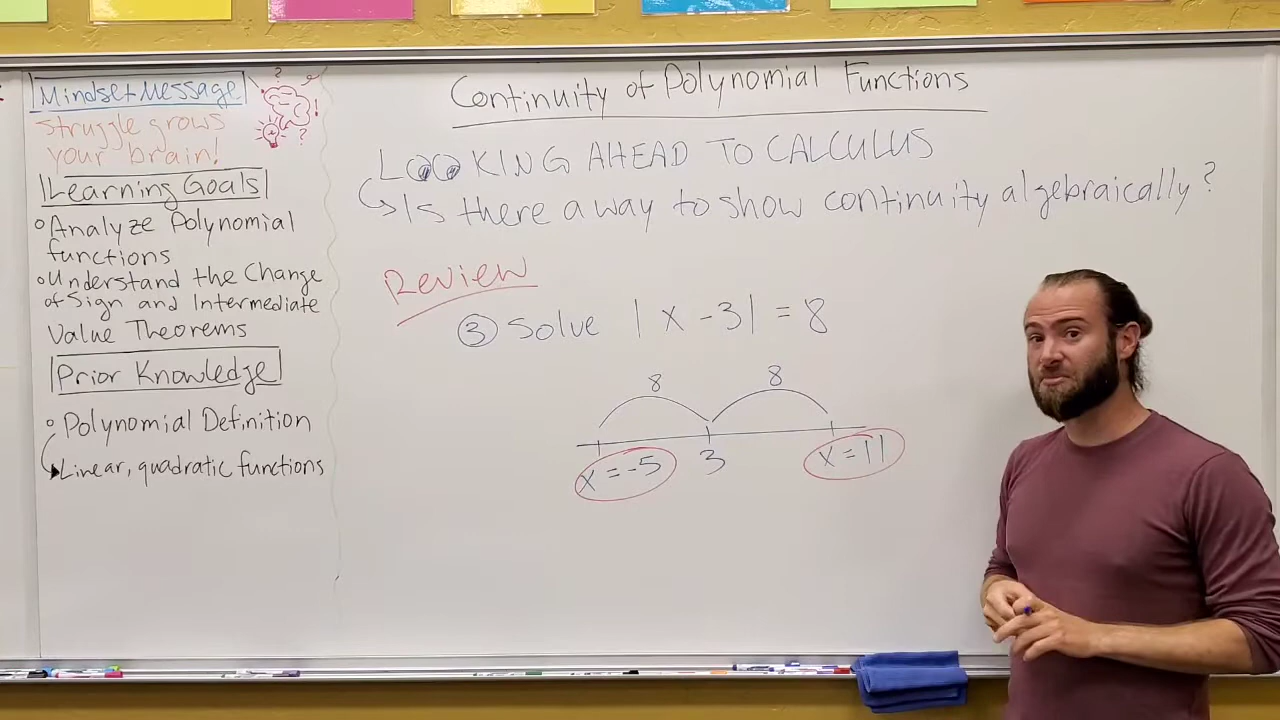 Mindset Message
struggle grows
your brain!
Learning Goals
Analyze Polynomial
functions
Understand the Change
of Sign and Intermediate
Value Theorems
Prior Knowledge
Polynomial Definition
Linear, quadratic functions
Continuity of Polynomial Functions
LOOKING AHEAD TO CALCULUS
Is there a way to show continuity algebraically?
Review
③ Solve |x - 3| = 8
8 8
x = -5 3 x = 11